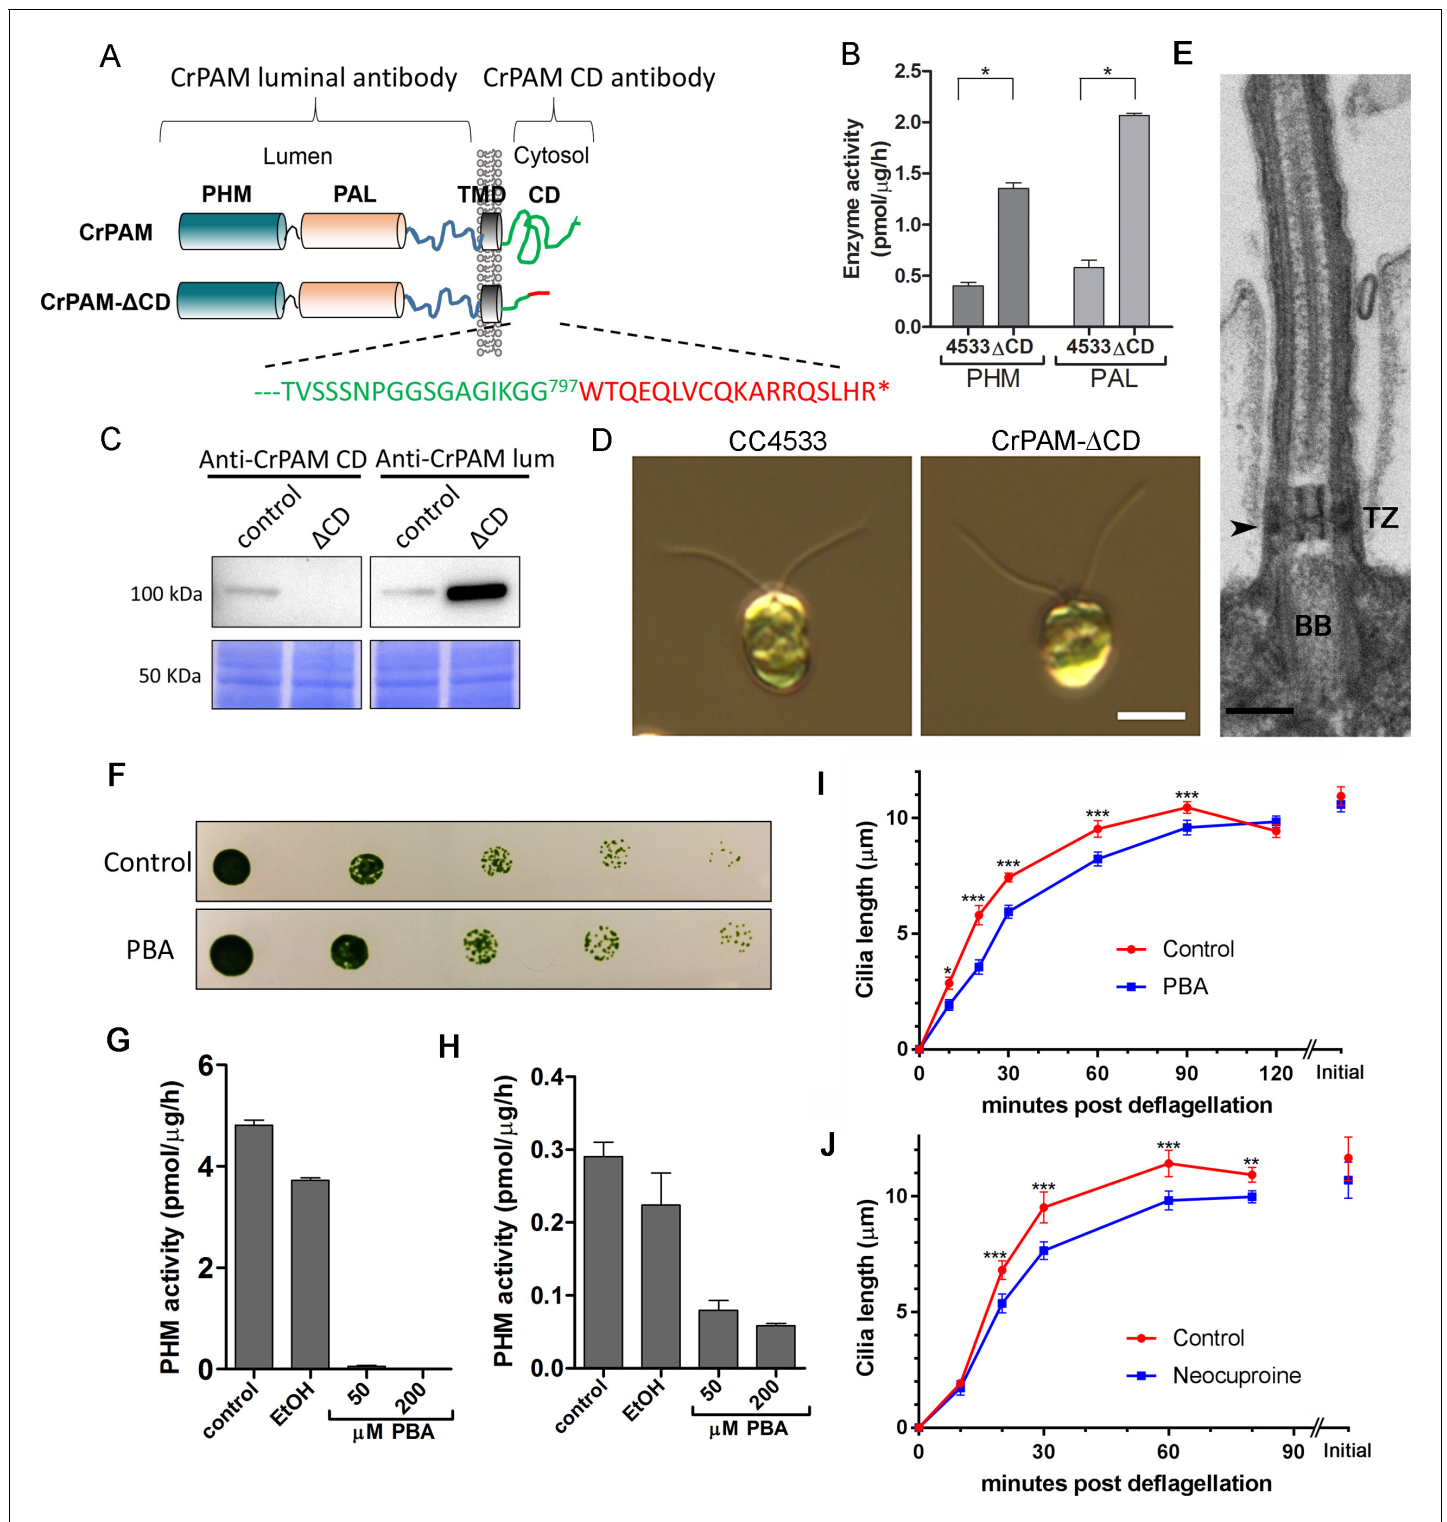 A
CrPAM luminal antibody
CrPAM CD antibody
Lumen
Cytosol
PHM
PAL
TMD
CD
CrPAM
CrPAM-ΔCD
---TVSSSNPGGSGAGIKGG797WTQEQLVCQKARRQSLHR*
B
Enzyme activity
(pmol/μg/h)
2.5
2.0
1.5
1.0
0.5
0.0
*
*
4533 ΔCD
4533 ΔCD
PHM
PAL
E
TZ
BB
C
Anti-CrPAM CD
Anti-CrPAM lum
control
ΔCD
control
ΔCD
100 kDa
50 KDa
D
CC4533
CrPAM-ΔCD
F
Control
PBA
G
PHM activity (pmol/μg/h)
6
4
2
0
control
EtOH
50
200
μM PBA
H
PHM activity (pmol/μg/h)
0.4
0.3
0.2
0.1
0.0
control
EtOH
50
200
μM PBA
I
Cilia length (μm)
10
5
0
*
***
***
***
***
Control
PBA
0
30
60
90
120
Initial
minutes post deflagellation
J
Cilia length (μm)
10
5
0
***
***
***
**
Control
Neocuproine
0
30
60
90
Initial
minutes post deflagellation